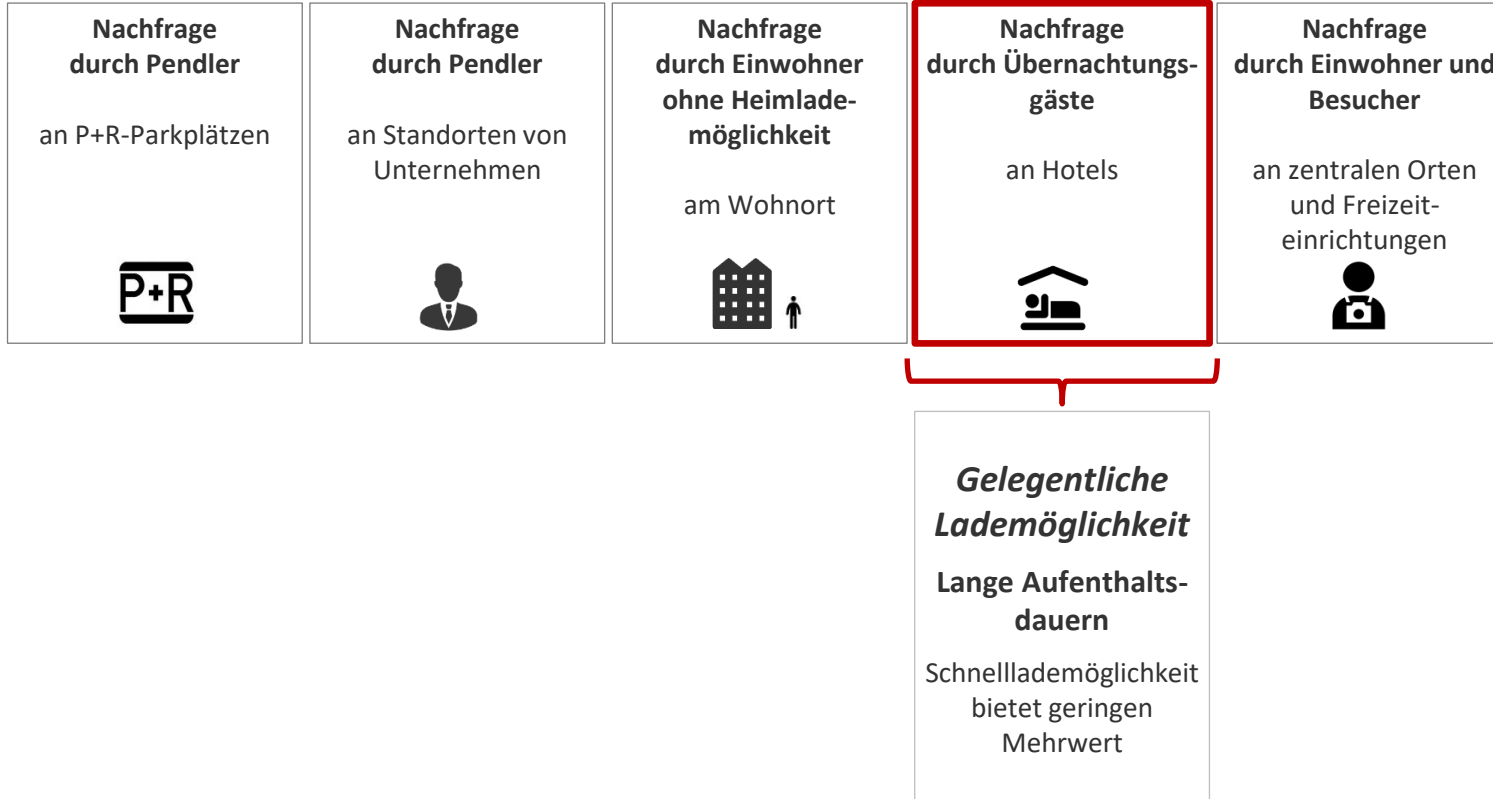 Nachfrage
durch Pendler
an P+R-Parkplätzen
P+R
Nachfrage
durch Pendler
an Standorten von
Unternehmen
Nachfrage
durch Einwohner
ohne Heimlade-
möglichkeit
am Wohnort
Nachfrage
durch Übernachtungs-
gäste
an Hotels
Nachfrage
durch Einwohner und
Besucher
an zentralen Orten
und Freizeit-
einrichtungen
Gelegentliche
Lademöglichkeit
Lange Aufenthalts-
dauern
Schnelllademöglichkeit
bietet geringen
Mehrwert